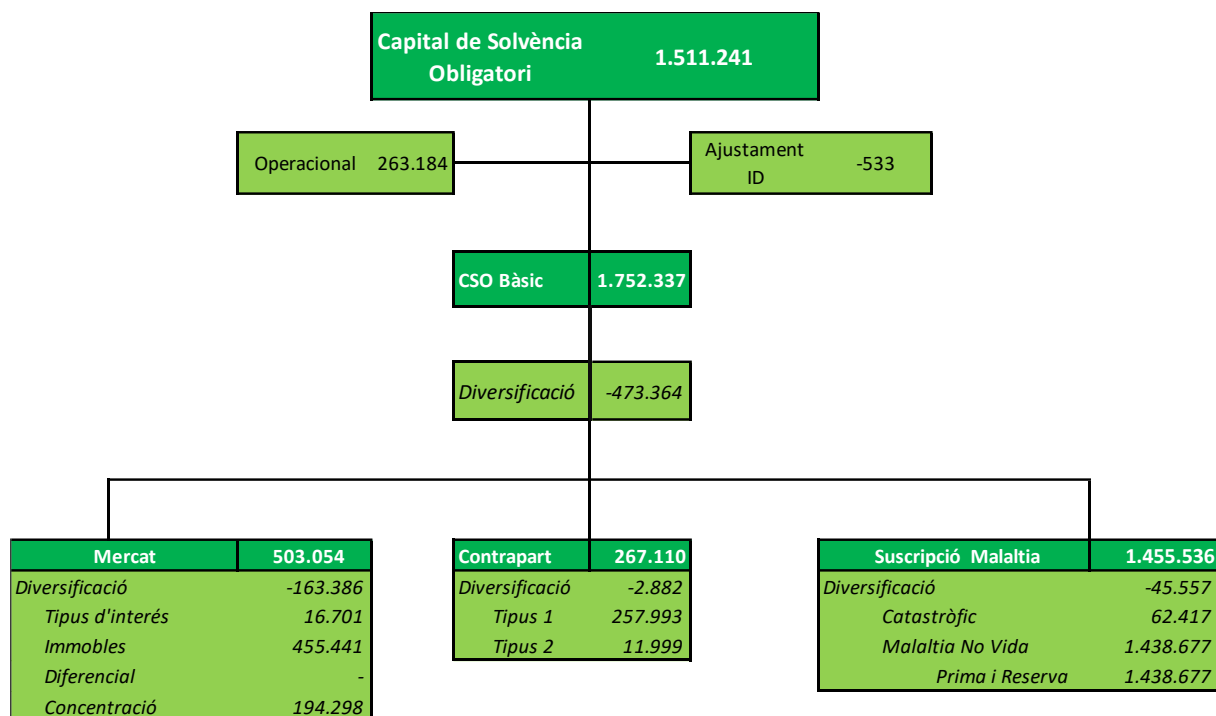 Capital de Solvència
Obligatori
1.511.241
Operacional 263.184
Ajustament
ID
-533
CSO Bàsic 1.752.337
Diversificació -473.364
Mercat 503.054
Diversificació -163.386
Tipus d'interés 16.701
Immobles 455.441
Diferencial -
Concentració 194.298
Contrapart 267.110
Diversificació -2.882
Tipus 1 257.993
Tipus 2 11.999
Suscripció Malaltia 1.455.536
Diversificació -45.557
Catastròfic 62.417
Malaltia No Vida 1.438.677
Prima i Reserva 1.438.677